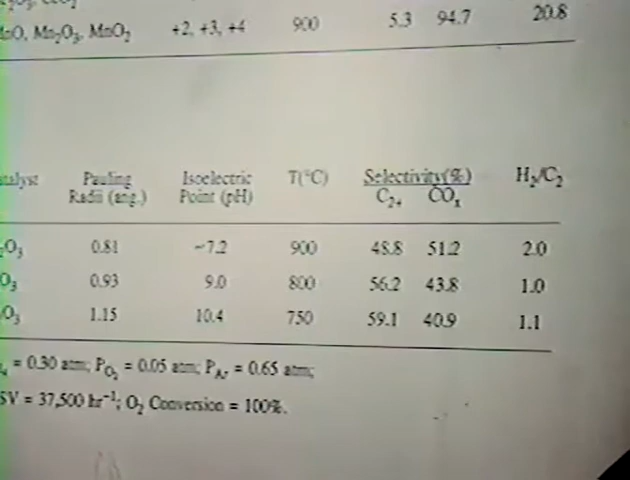 MnO, Mn₂O₃, MnO₂ +2, +3, +4 900 5.3 94.7 20.8
Pauling Isoelectric T(°C) Selectivity(%) H₂/C₂
Radii (ang.) Point (pH) C₂₊ COₓ
O₃ 0.81 ~7.2 900 48.8 51.2 2.0
O₃ 0.93 9.0 800 56.2 43.8 1.0
O₃ 1.15 10.4 750 59.1 40.9 1.1
= 0.30 atm; P_O₂ = 0.05 atm; P_Ar = 0.65 atm;
SV = 37,500 hr⁻¹; O₂ Conversion = 100%.